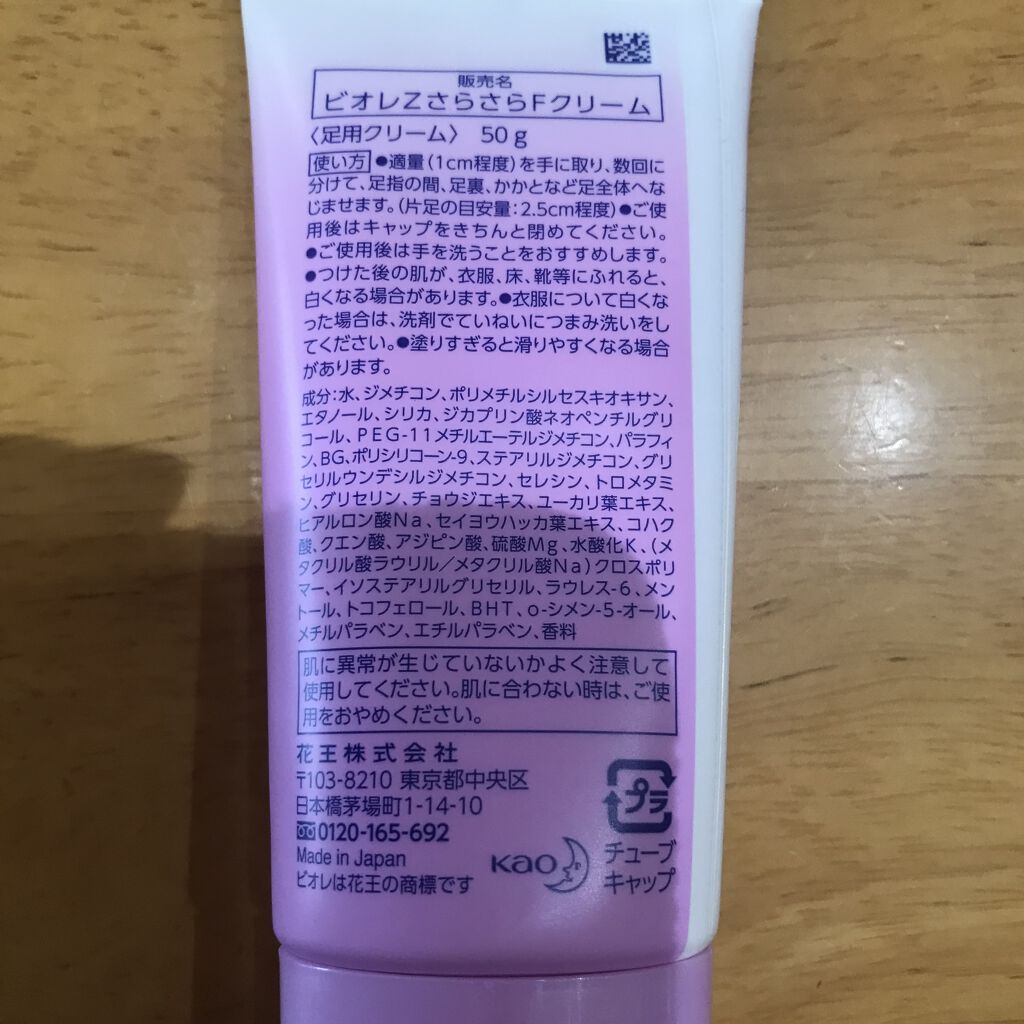 販売名
ビオレZさらさらFクリーム
〈足用クリーム〉 50g
使い方 ●適量(1cm程度)を手に取り、数回に
分けて、足指の間、足裏、かかとなど足全体へな
じませます。(片足の目安量:2.5cm程度)●ご使
用後はキャップをきちんと閉めてください。
●ご使用後は手を洗うことをおすすめします。
●つけた後の肌が、衣服、床、靴等にふれると、
白くなる場合があります。●衣服について白くな
った場合は、洗剤でていねいにつまみ洗いをし
てください。●塗りすぎると滑りやすくなる場合
があります。
成分:水、ジメチコン、ポリメチルシルセスキオキサン、
エタノール、シリカ、ジカプリン酸ネオペンチルグリ
コール、PEG-11メチルエーテルジメチコン、パラフィ
ン、BG、ポリシリコーン-9、ステアリルジメチコン、グリ
セリルウンデシルジメチコン、セレシン、トロメタミ
ン、グリセリン、チョウジエキス、ユーカリ葉エキス、
ヒアルロン酸Na、セイヨウハッカ葉エキス、コハク
酸、クエン酸、アジピン酸、硫酸Mg、水酸化K、(メ
タクリル酸ラウリル/メタクリル酸Na)クロスポリ
マー、イソステアリルグリセリル、ラウレス-6、メン
トール、トコフェロール、BHT、o-シメン-5-オール、
メチルパラベン、エチルパラベン、香料
肌に異常が生じていないかよく注意して
使用してください。肌に合わない時は、ご使
用をおやめください。
花王株式会社
〒103-8210 東京都中央区
日本橋茅場町1-14-10
0120-165-692
Made in Japan
ビオレは花王の商標です
Kao
プラ
チューブ
キャップ